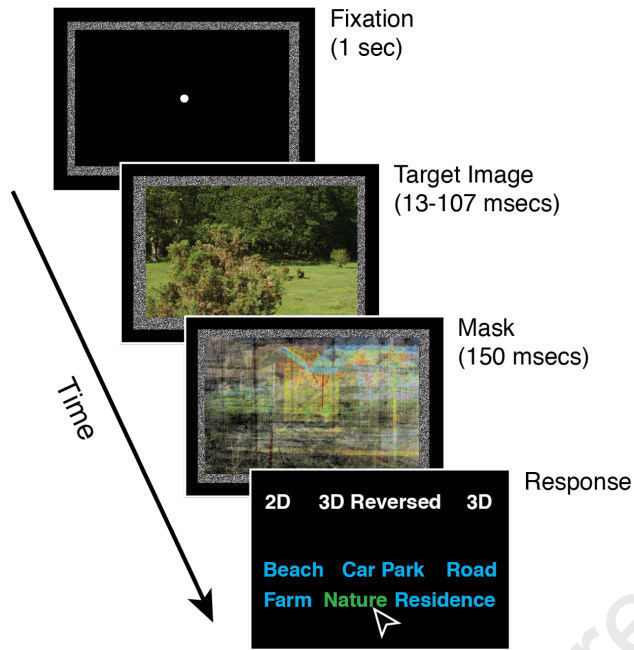 Fixation
(1 sec)
Target Image
(13-107 msecs)
Mask
(150 msecs)
Time
Response
2D 3D Reversed 3D
Beach Car Park Road
Farm Nature Residence